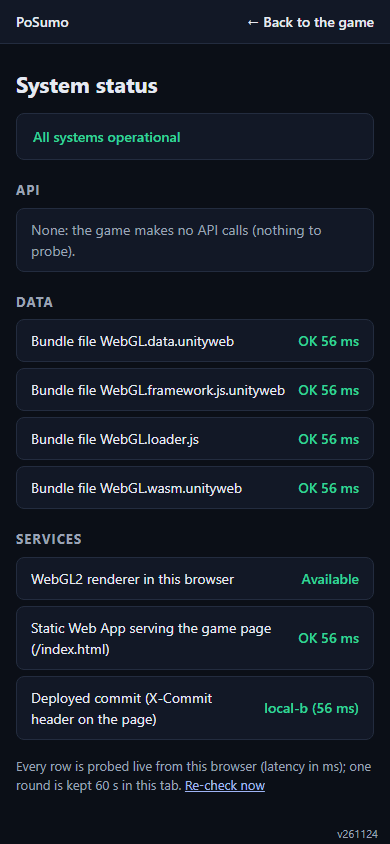 PoSumo
← Back to the game
System status
All systems operational
API
None: the game makes no API calls (nothing to
probe).
DATA
Bundle file WebGL.data.unityweb OK 56 ms
Bundle file WebGL.framework.js.unityweb OK 56 ms
Bundle file WebGL.loader.js OK 56 ms
Bundle file WebGL.wasm.unityweb OK 56 ms
SERVICES
WebGL2 renderer in this browser Available
Static Web App serving the game page
(/index.html) OK 56 ms
Deployed commit (X-Commit
header on the page) local-b (56 ms)
Every row is probed live from this browser (latency in ms); one
round is kept 60 s in this tab. Re-check now
v261124